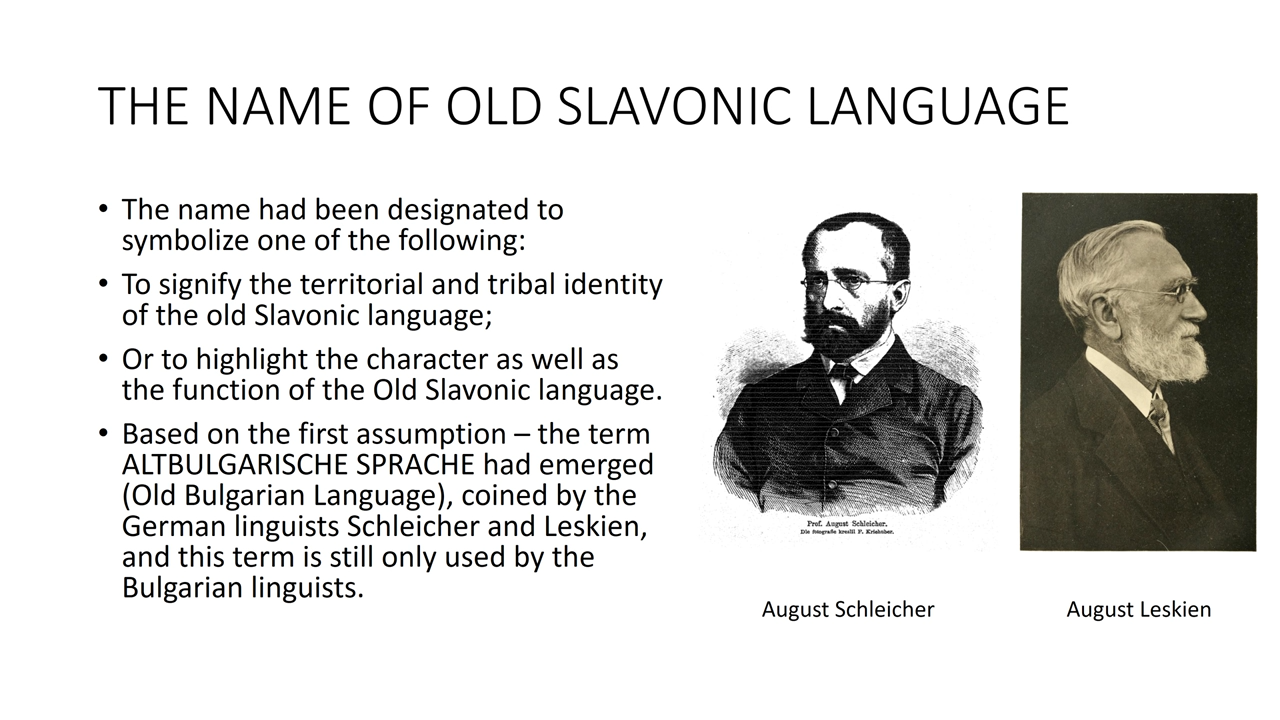 THE NAME OF OLD SLAVONIC LANGUAGE
• The name had been designated to
symbolize one of the following:
• To signify the territorial and tribal identity
of the old Slavonic language;
• Or to highlight the character as well as
the function of the Old Slavonic language.
• Based on the first assumption – the term
ALTBULGARISCHE SPRACHE had emerged
(Old Bulgarian Language), coined by the
German linguists Schleicher and Leskien,
and this term is still only used by the
Bulgarian linguists.
Prof. August Schleicher.
August Schleicher
August Leskien